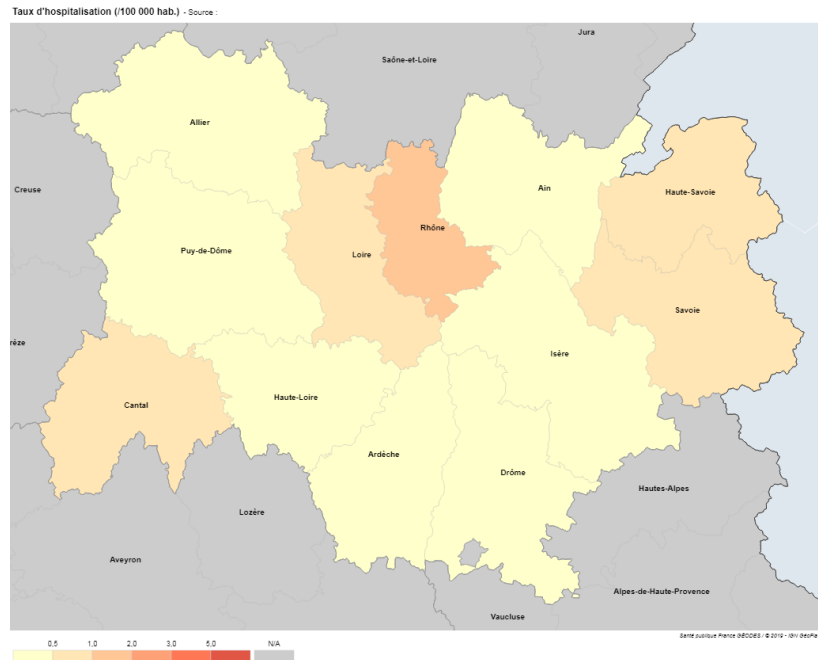 Taux d'hospitalisation (/100 000 hab.) - Source :
Jura
Saône-et-Loire
Allier
Creuse
Ain
Haute-Savoie
Rhône
Puy-de-Dôme
Loire
Savoie
rèze
Isère
Haute-Loire
Cantal
Ardèche
Drôme
Hautes-Alpes
Lozère
Aveyron
Alpes-de-Haute-Provence
Vaucluse
Santé publique France GÉODES / © 2019 - IGN GéoFla
0,5 1,0 2,0 3,0 5,0 N/A